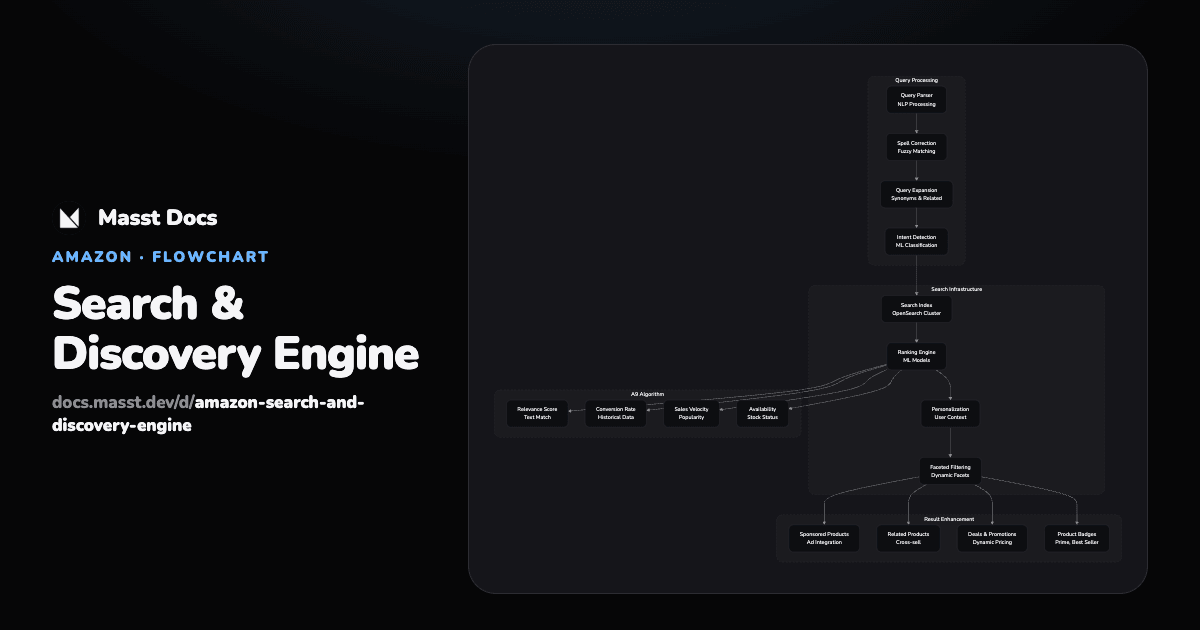 Masst Docs
AMAZON · FLOWCHART
Search &
Discovery Engine
docs.masst.dev/d/amazon-search-and-
discovery-engine
Query Processing
Query Parser
NLP Processing
Spell Correction
Fuzzy Matching
Query Expansion
Synonyms & Related
Intent Detection
ML Classification
Search Infrastructure
Search Index
OpenSearch Cluster
Ranking Engine
ML Models
A9 Algorithm
Relevance Score
Text Match
Conversion Rate
Historical Data
Sales Velocity
Popularity
Availability
Stock Status
Personalization
User Context
Faceted Filtering
Dynamic Facets
Result Enhancement
Sponsored Products
Ad Integration
Related Products
Cross-sell
Deals & Promotions
Dynamic Pricing
Product Badges
Prime, Best Seller